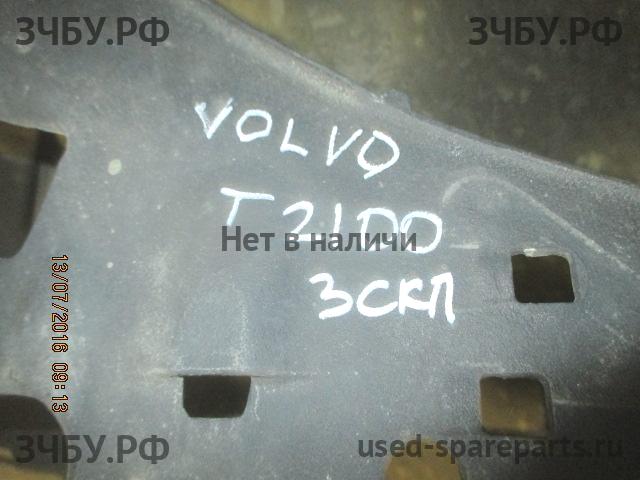 ЗЧБУ.РФ ЗЧБУ.РФ
VOLVO
T2100
Нет в наличи
ЗСКП
13/07/2016 09:13
ЗЧБУ.РФ used-spareparts.ru